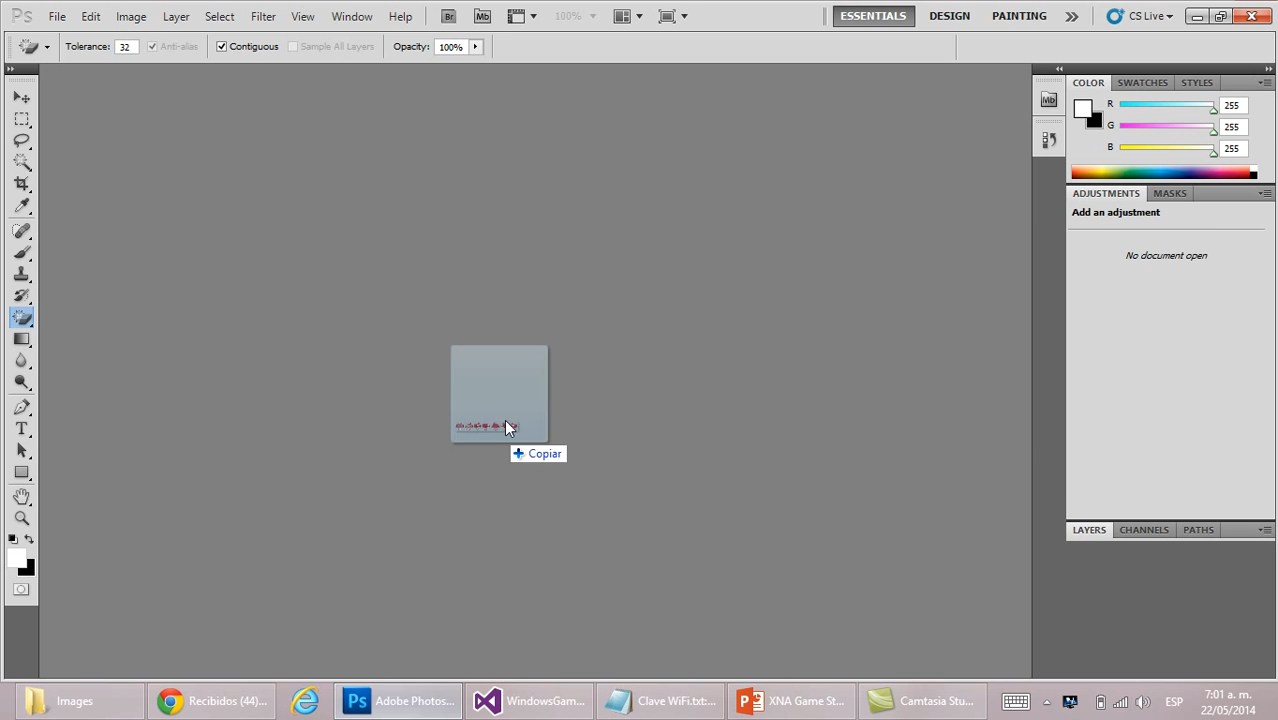 Ps File Edit Image Layer Select Filter View Window Help Br Mb 100% ESSENTIALS DESIGN PAINTING CS Live
Tolerance: 32 Anti-alias Contiguous Sample All Layers Opacity: 100%
Mb
COLOR SWATCHES STYLES
R 255
G 255
B 255
ADJUSTMENTS MASKS
Add an adjustment
No document open
Copiar
LAYERS CHANNELS PATHS
Images Recibidos (44)... Ps Adobe Photos... WindowsGam... Clave WiFi.txt:... XNA Game St... Camtasia Stu... ESP 7:01 a. m.
22/05/2014